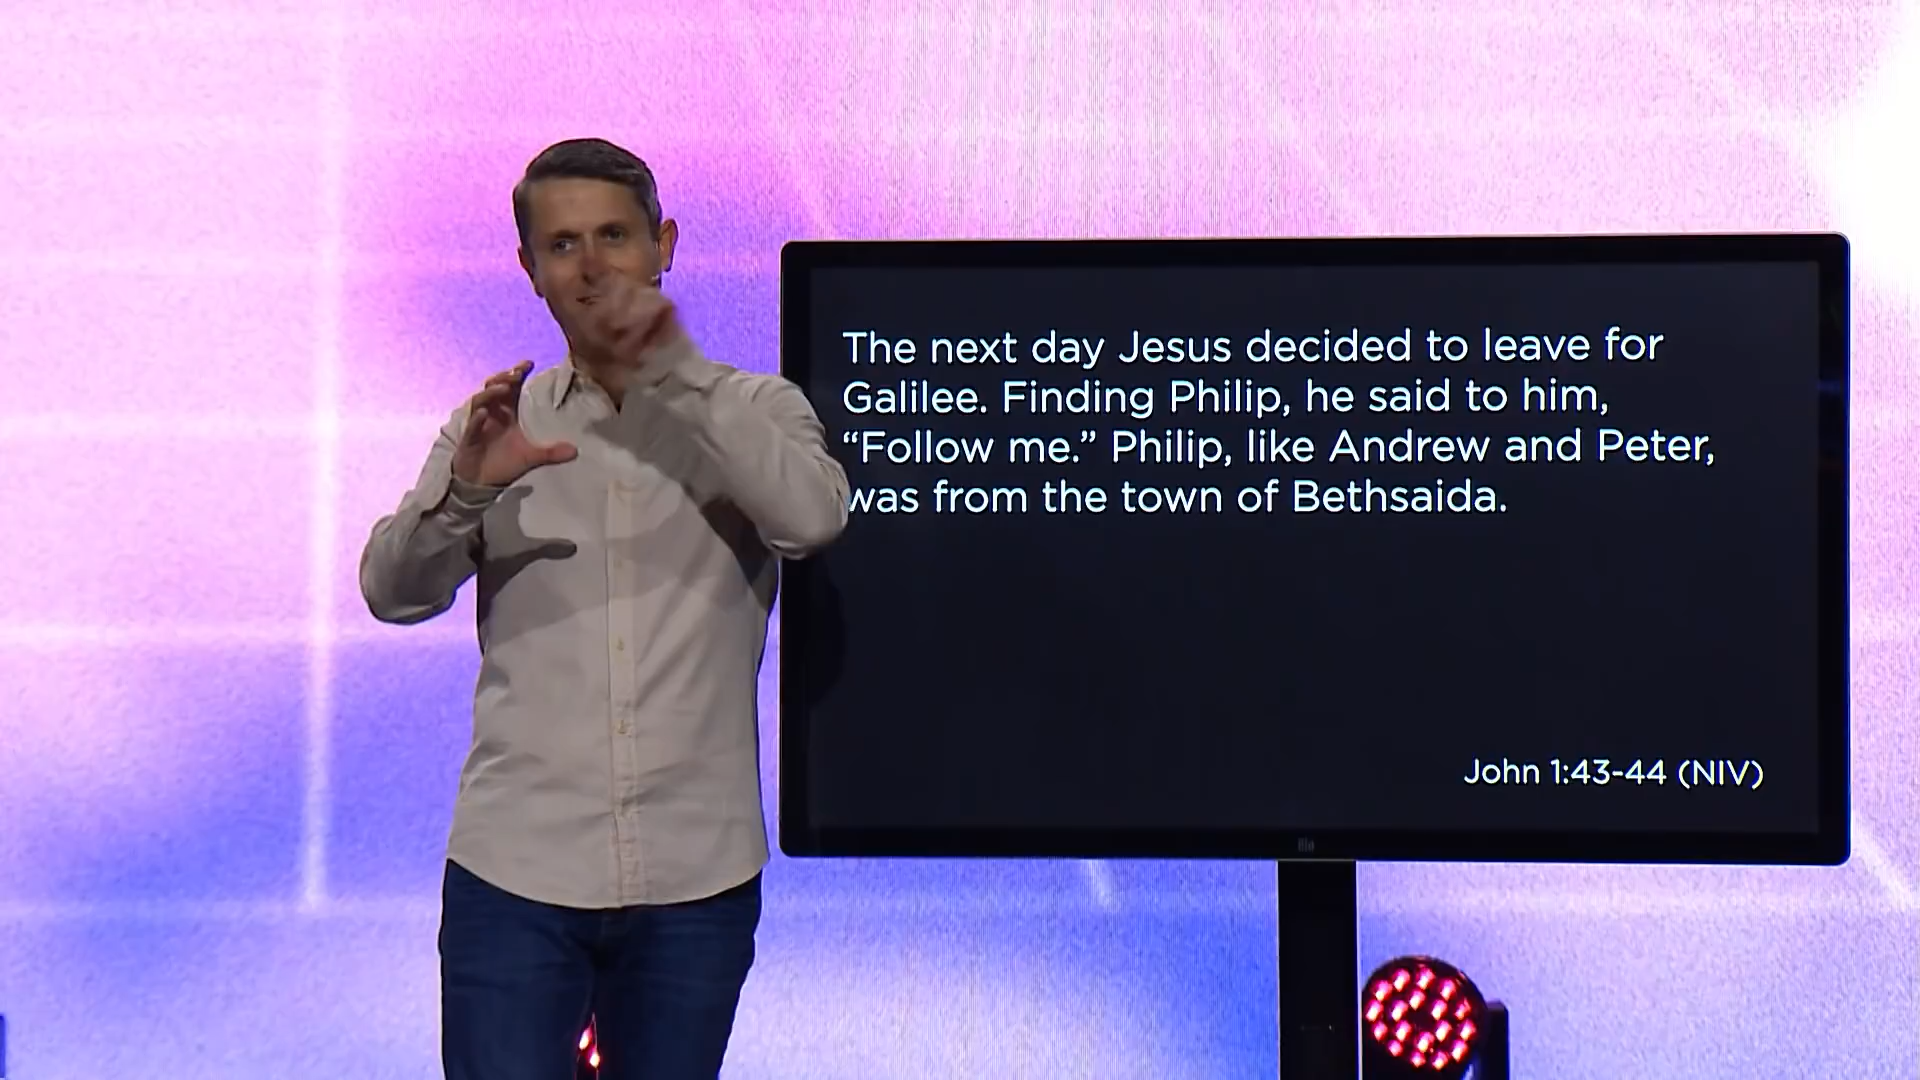 The next day Jesus decided to leave for
Galilee. Finding Philip, he said to him,
“Follow me.” Philip, like Andrew and Peter,
was from the town of Bethsaida.
John 1:43-44 (NIV)
elo